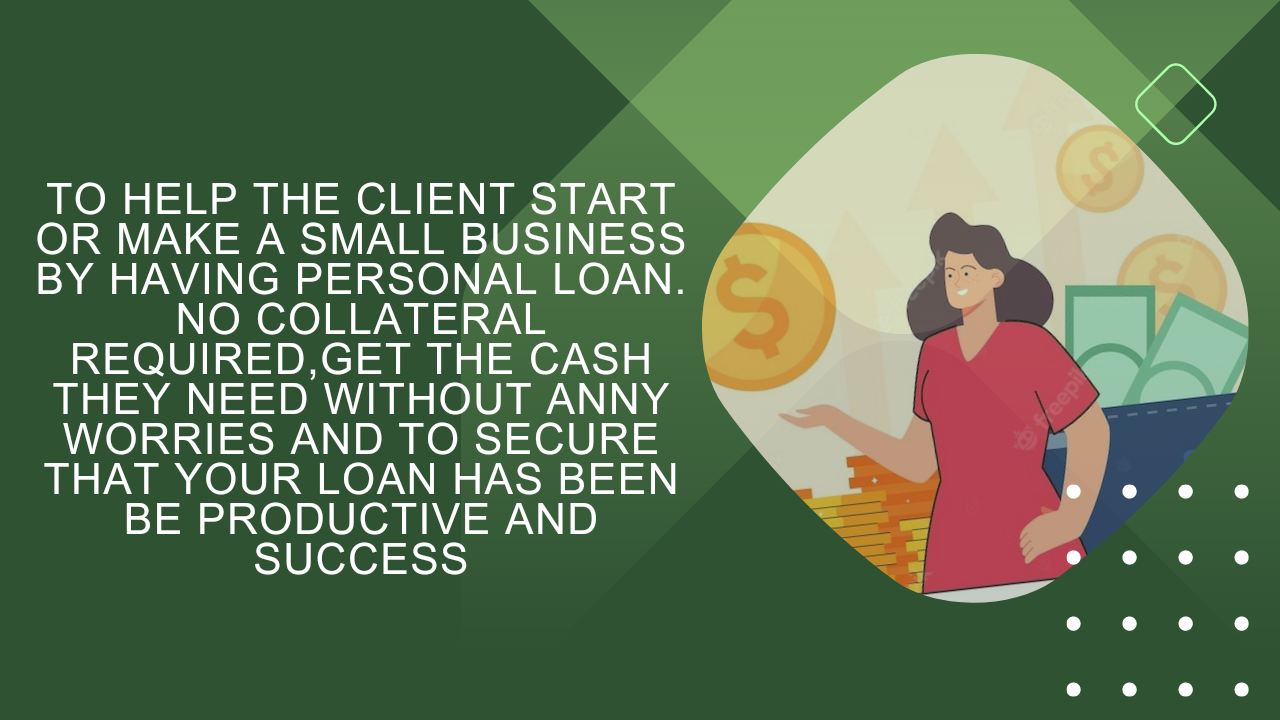 TO HELP THE CLIENT START
OR MAKE A SMALL BUSINESS
BY HAVING PERSONAL LOAN.
NO COLLATERAL
REQUIRED,GET THE CASH
THEY NEED WITHOUT ANNY
WORRIES AND TO SECURE
THAT YOUR LOAN HAS BEEN
BE PRODUCTIVE AND
SUCCESS